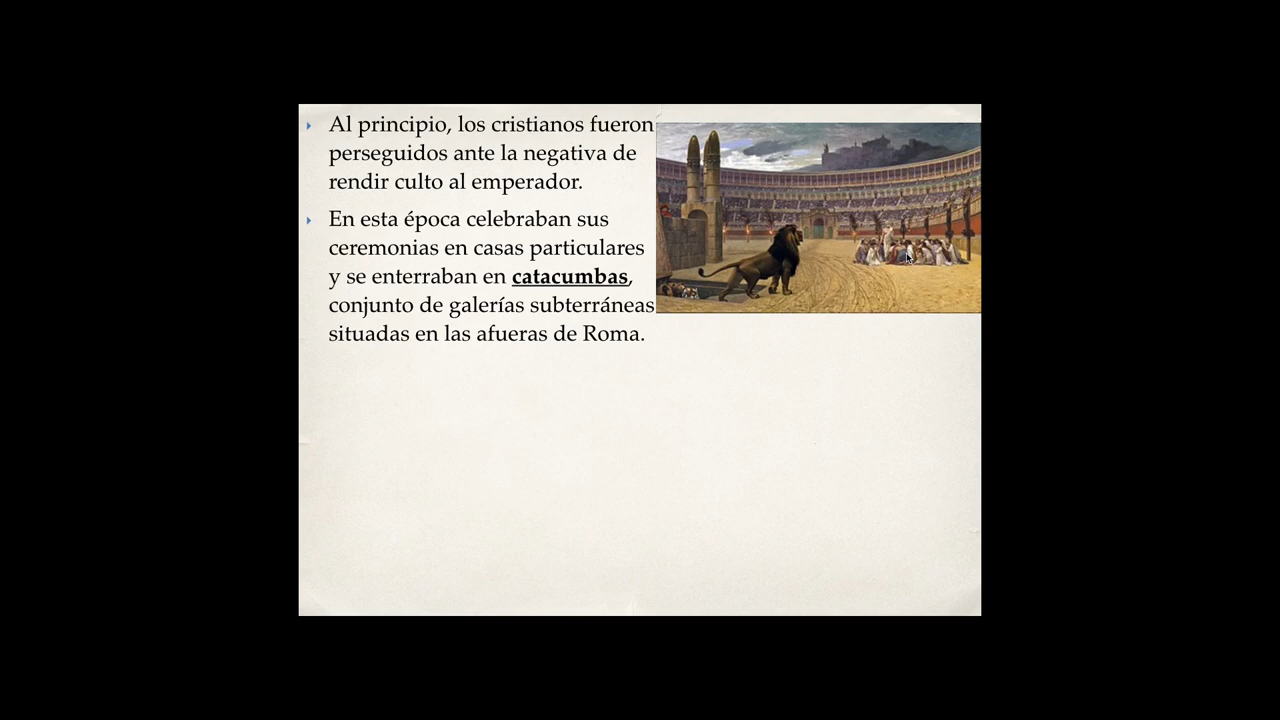 Al principio, los cristianos fueron
perseguidos ante la negativa de
rendir culto al emperador.
En esta época celebraban sus
ceremonias en casas particulares
y se enterraban en catacumbas,
conjunto de galerías subterráneas
situadas en las afueras de Roma.